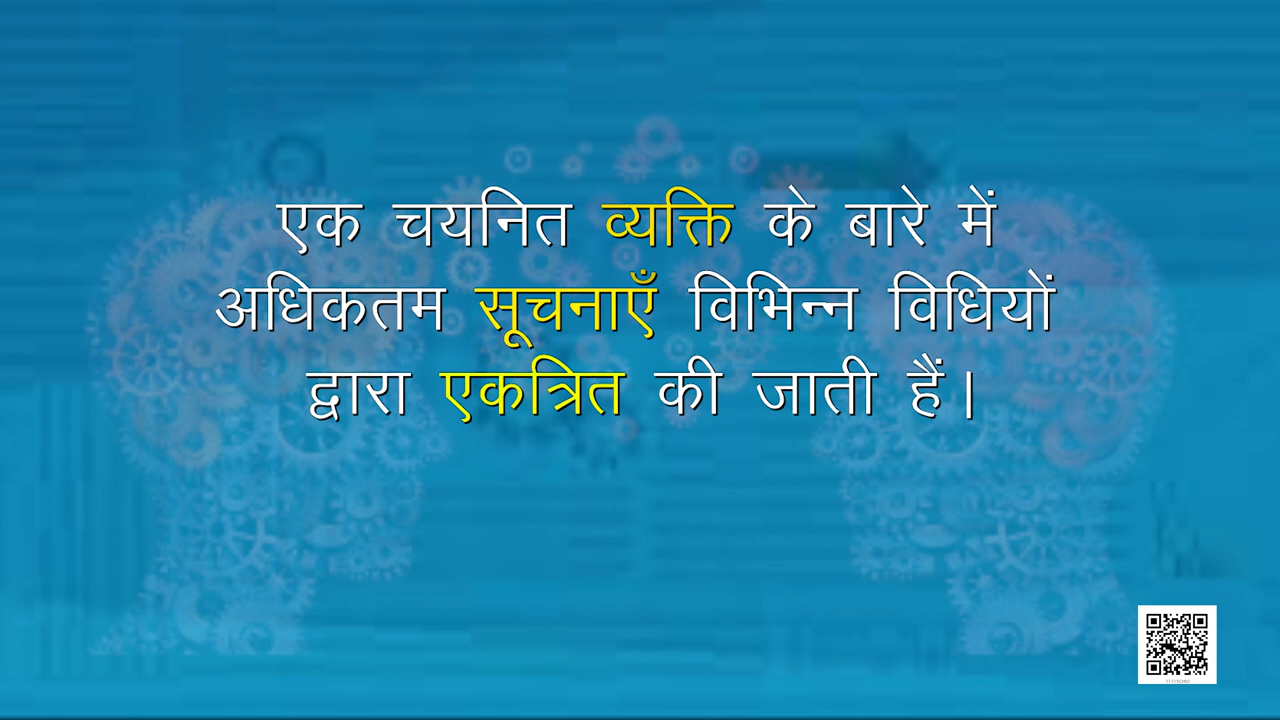 एक चयनित व्यक्ति के बारे में
अधिकतम सूचनाएँ विभिन्न विधियों
द्वारा एकत्रित की जाती हैं।